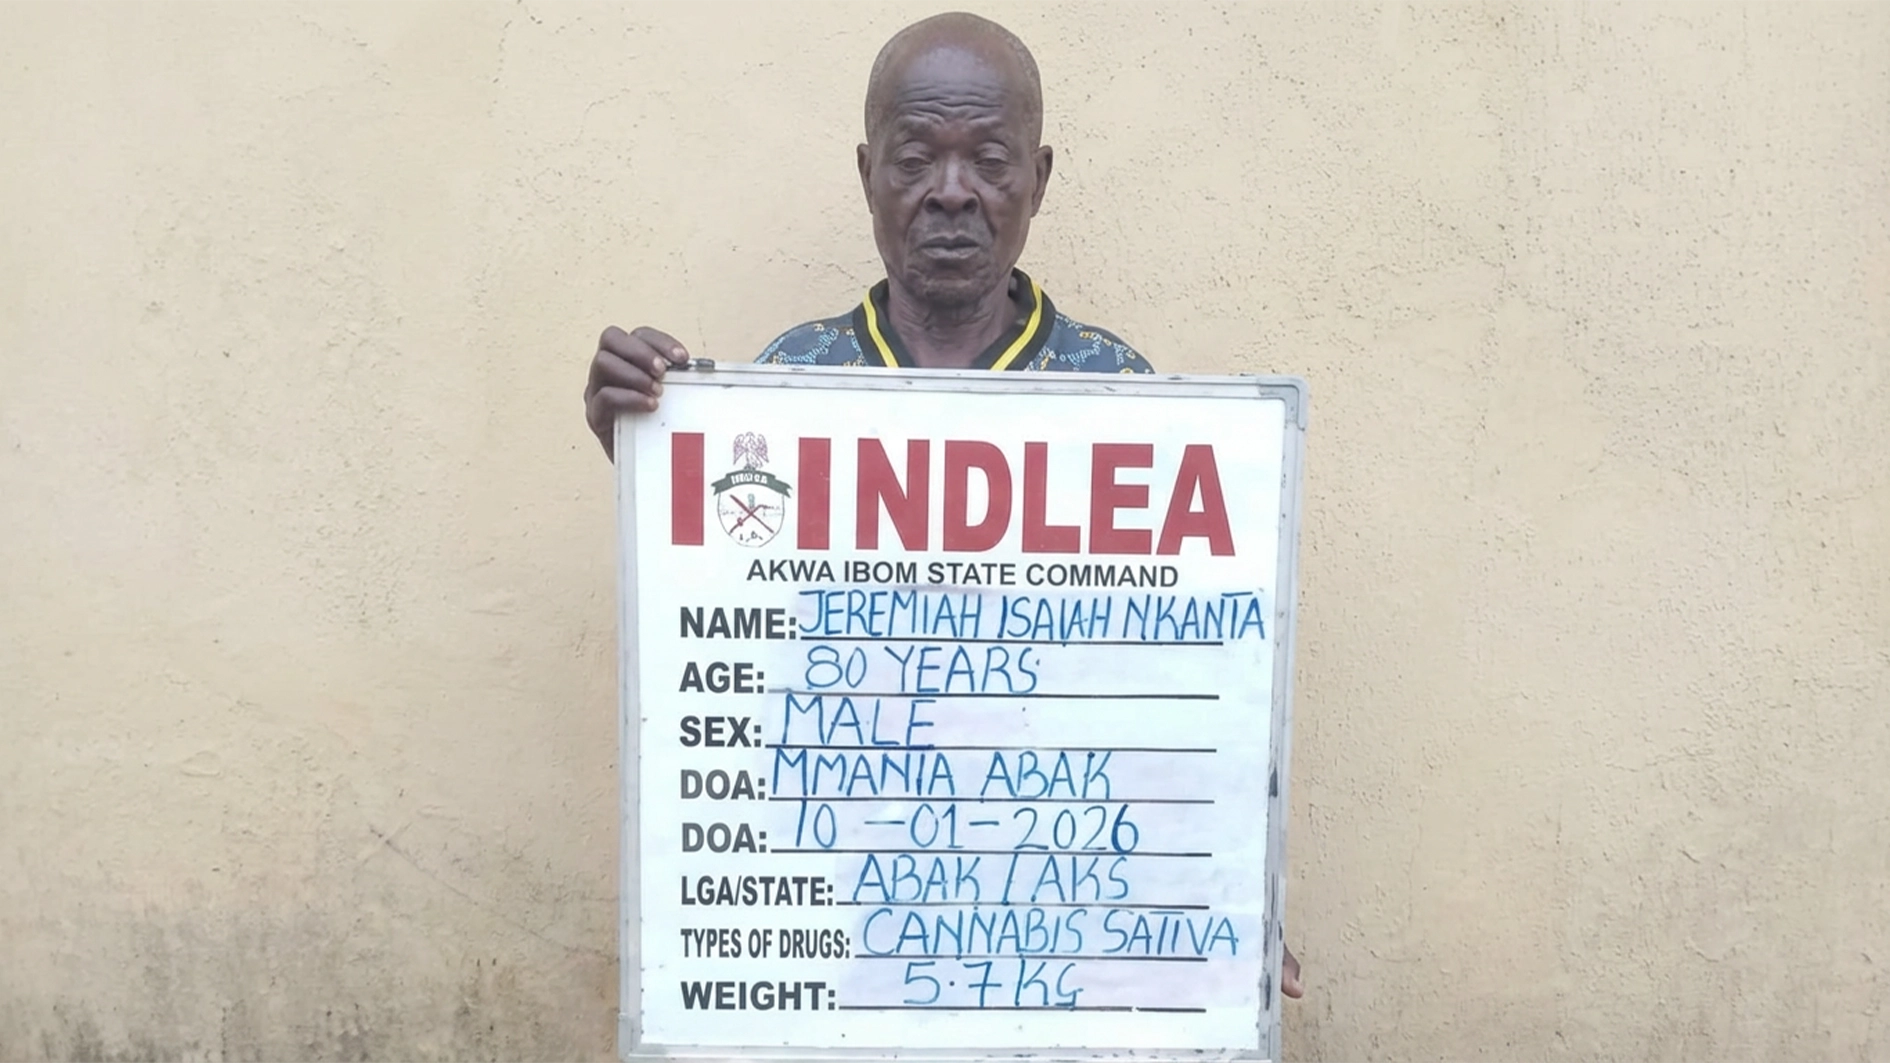 NDLEA
AKWA IBOM STATE COMMAND
NAME: JEREMIAH ISAIAH NKANTA
AGE: 80 YEARS
SEX: MALE
DOA: MMANIA ABAK
DOA: 10-01-2026
LGA/STATE: ABAK / AKS
TYPES OF DRUGS: CANNABIS SATIVA
WEIGHT: 5.7KG